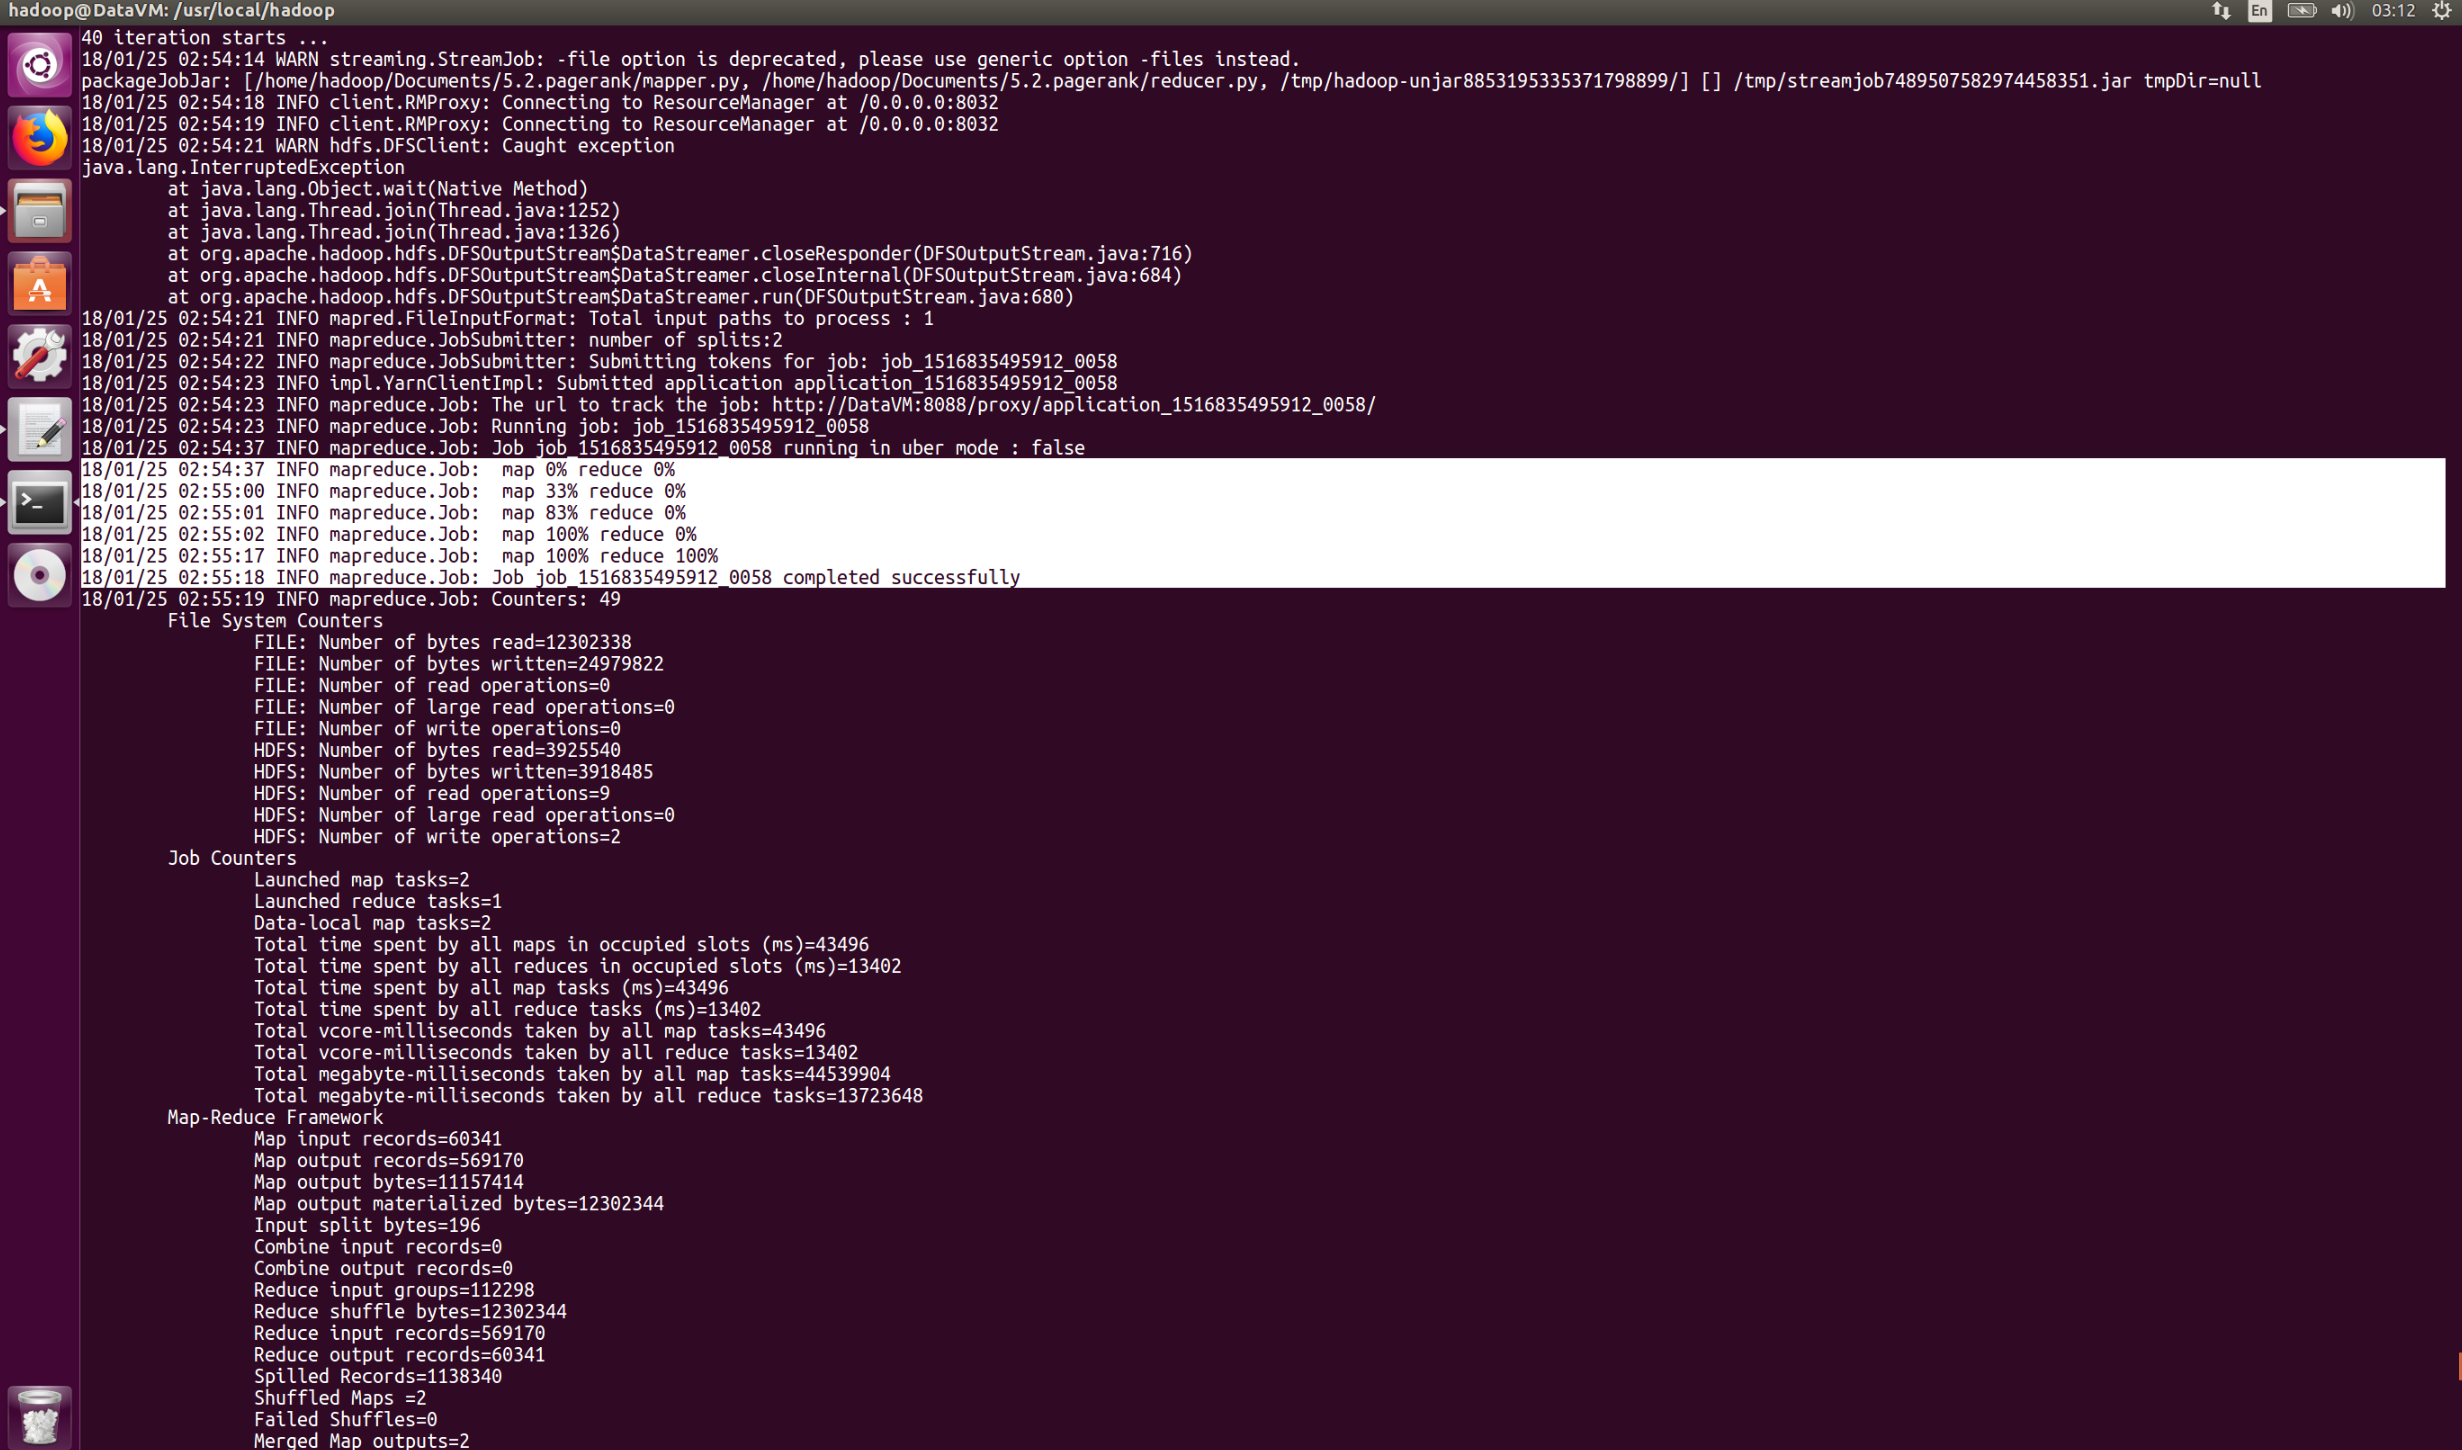 hadoop@DataVM: /usr/local/hadoop
En
03:12
40 iteration starts ...
18/01/25 02:54:14 WARN streaming.StreamJob: -file option is deprecated, please use generic option -files instead.
packageJobJar: [/home/hadoop/Documents/5.2.pagerank/mapper.py, /home/hadoop/Documents/5.2.pagerank/reducer.py, /tmp/hadoop-unjar8853195335371798899/] [] /tmp/streamjob7489507582974458351.jar tmpDir=null
18/01/25 02:54:18 INFO client.RMProxy: Connecting to ResourceManager at /0.0.0.0:8032
18/01/25 02:54:19 INFO client.RMProxy: Connecting to ResourceManager at /0.0.0.0:8032
18/01/25 02:54:21 WARN hdfs.DFSClient: Caught exception
java.lang.InterruptedException
at java.lang.Object.wait(Native Method)
at java.lang.Thread.join(Thread.java:1252)
at java.lang.Thread.join(Thread.java:1326)
at org.apache.hadoop.hdfs.DFSOutputStream$DataStreamer.closeResponder(DFSOutputStream.java:716)
at org.apache.hadoop.hdfs.DFSOutputStream$DataStreamer.closeInternal(DFSOutputStream.java:684)
at org.apache.hadoop.hdfs.DFSOutputStream$DataStreamer.run(DFSOutputStream.java:680)
18/01/25 02:54:21 INFO mapred.FileInputFormat: Total input paths to process : 1
18/01/25 02:54:21 INFO mapreduce.JobSubmitter: number of splits:2
18/01/25 02:54:22 INFO mapreduce.JobSubmitter: Submitting tokens for job: job_1516835495912_0058
18/01/25 02:54:23 INFO impl.YarnClientImpl: Submitted application application_1516835495912_0058
18/01/25 02:54:23 INFO mapreduce.Job: The url to track the job: http://DataVM:8088/proxy/application_1516835495912_0058/
18/01/25 02:54:23 INFO mapreduce.Job: Running job: job_1516835495912_0058
18/01/25 02:54:37 INFO mapreduce.Job: Job job_1516835495912_0058 running in uber mode : false
18/01/25 02:54:37 INFO mapreduce.Job:  map 0% reduce 0%
18/01/25 02:55:00 INFO mapreduce.Job:  map 33% reduce 0%
18/01/25 02:55:01 INFO mapreduce.Job:  map 83% reduce 0%
18/01/25 02:55:02 INFO mapreduce.Job:  map 100% reduce 0%
18/01/25 02:55:17 INFO mapreduce.Job:  map 100% reduce 100%
18/01/25 02:55:18 INFO mapreduce.Job: Job job_1516835495912_0058 completed successfully
18/01/25 02:55:19 INFO mapreduce.Job: Counters: 49
File System Counters
FILE: Number of bytes read=12302338
FILE: Number of bytes written=24979822
FILE: Number of read operations=0
FILE: Number of large read operations=0
FILE: Number of write operations=0
HDFS: Number of bytes read=3925540
HDFS: Number of bytes written=3918485
HDFS: Number of read operations=9
HDFS: Number of large read operations=0
HDFS: Number of write operations=2
Job Counters
Launched map tasks=2
Launched reduce tasks=1
Data-local map tasks=2
Total time spent by all maps in occupied slots (ms)=43496
Total time spent by all reduces in occupied slots (ms)=13402
Total time spent by all map tasks (ms)=43496
Total time spent by all reduce tasks (ms)=13402
Total vcore-milliseconds taken by all map tasks=43496
Total vcore-milliseconds taken by all reduce tasks=13402
Total megabyte-milliseconds taken by all map tasks=44539904
Total megabyte-milliseconds taken by all reduce tasks=13723648
Map-Reduce Framework
Map input records=60341
Map output records=569170
Map output bytes=11157414
Map output materialized bytes=12302344
Input split bytes=196
Combine input records=0
Combine output records=0
Reduce input groups=112298
Reduce shuffle bytes=12302344
Reduce input records=569170
Reduce output records=60341
Spilled Records=1138340
Shuffled Maps =2
Failed Shuffles=0
Merged Map outputs=2